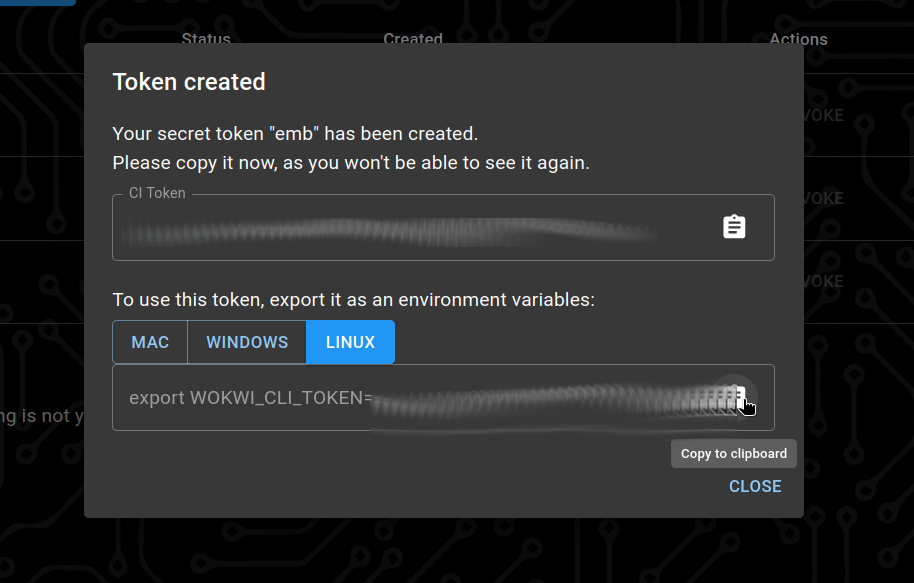 Status Created Actions
Token created
VOKE
Your secret token "emb" has been created.
Please copy it now, as you won't be able to see it again.
CI Token
VOKE
VOKE
To use this token, export it as an environment variables:
MAC WINDOWS LINUX
export WOKWI_CLI_TOKEN=
ng is not y
Copy to clipboard
CLOSE